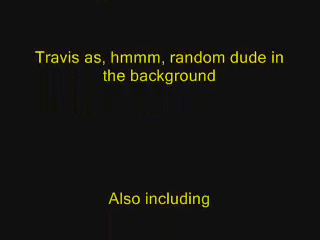 Travis as, hmmm, random dude in
the background
Also including